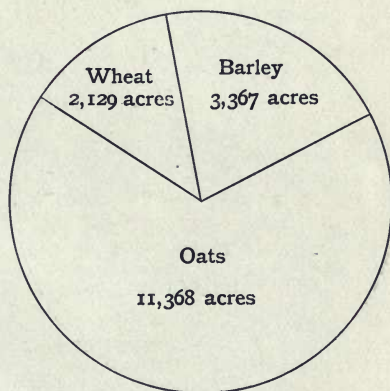 Wheat
2,129 acres
Barley
3,367 acres
Oats
11,368 acres